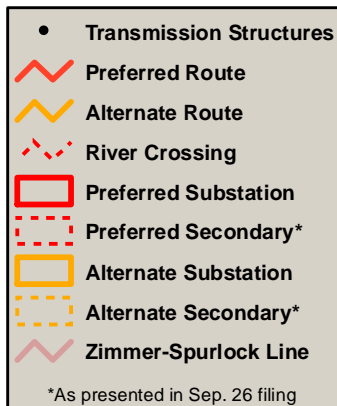 Transmission Structures
Preferred Route
Alternate Route
River Crossing
Preferred Substation
Preferred Secondary*
Alternate Substation
Alternate Secondary*
Zimmer-Spurlock Line
*As presented in Sep. 26 filing